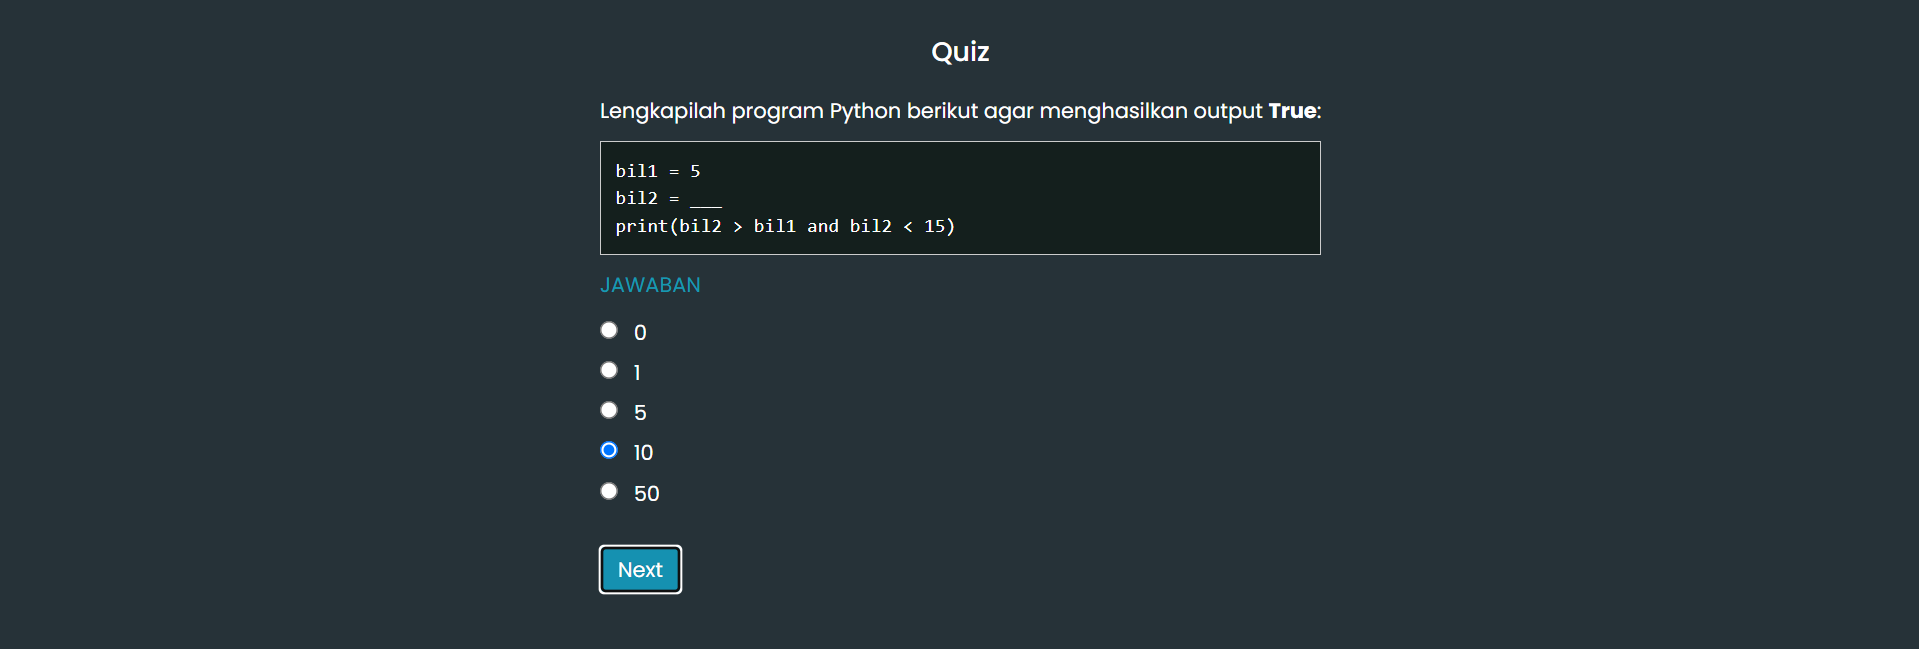 Quiz
Lengkapilah program Python berikut agar menghasilkan output True:
bil1 = 5
bil2 = ___
print(bil2 > bil1 and bil2 < 15)
JAWABAN
0
1
5
10
50
Next